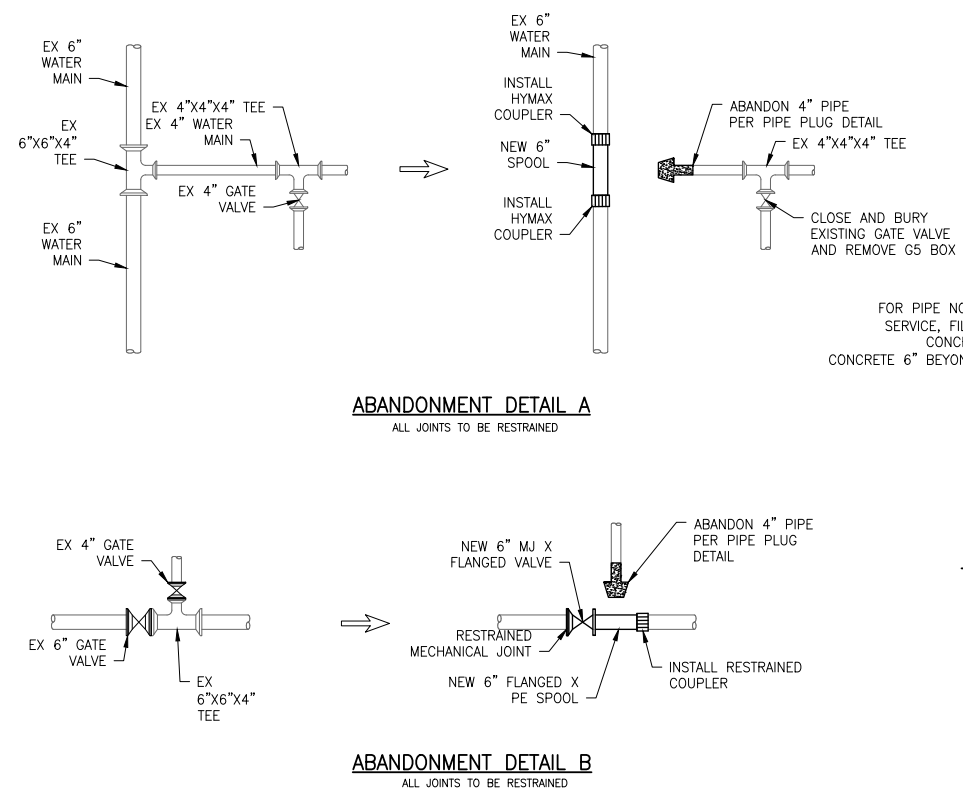 EX 6"
WATER
MAIN
EX
6"X6"X4"
TEE
EX 4"X4"X4" TEE
EX 4" WATER
MAIN
EX 4" GATE
VALVE
EX 6"
WATER
MAIN
EX 6"
WATER
MAIN
INSTALL
HYMAX
COUPLER
NEW 6"
SPOOL
INSTALL
HYMAX
COUPLER
ABANDON 4" PIPE
PER PIPE PLUG DETAIL
EX 4"X4"X4" TEE
CLOSE AND BURY
EXISTING GATE VALVE
AND REMOVE G5 BOX
FOR PIPE
SERVICE,
CONCRETE 6"
ABANDONMENT DETAIL A
ALL JOINTS TO BE RESTRAINED
EX 4" GATE
VALVE
EX 6" GATE
VALVE
EX
6"X6"X4"
TEE
NEW 6" MJ X
FLANGED VALVE
RESTRAINED
MECHANICAL JOINT
NEW 6" FLANGED X
PE SPOOL
ABANDON 4" PIPE
PER PIPE PLUG
DETAIL
INSTALL RESTRAINED
COUPLER
ABANDONMENT DETAIL B
ALL JOINTS TO BE RESTRAINED